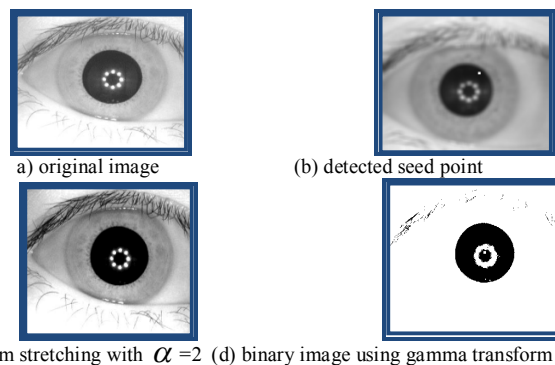 a) original image
(b) detected seed point
m stretching with α =2 (d) binary image using gamma transform